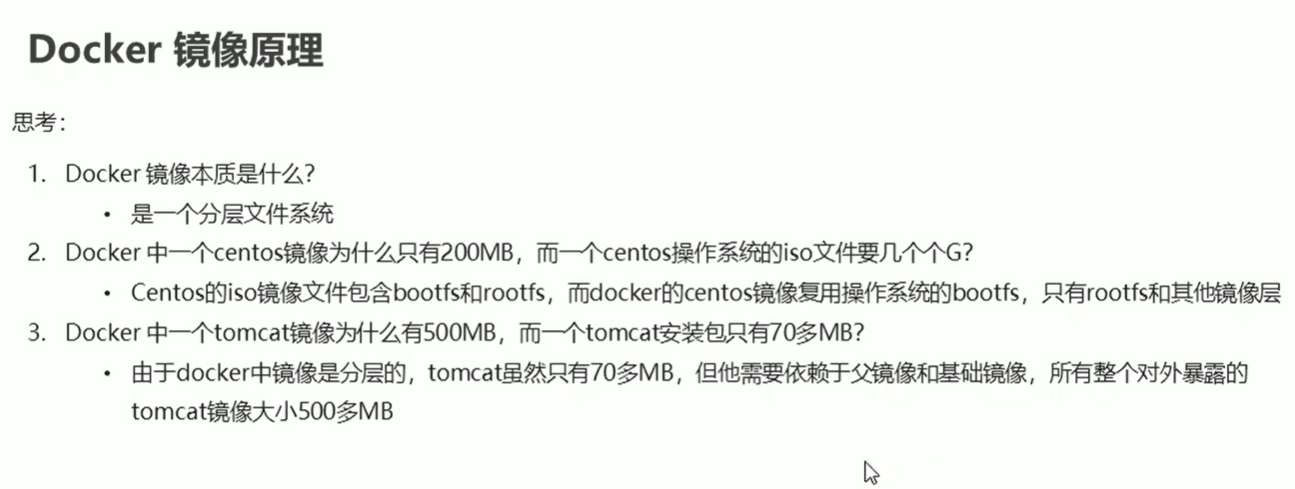 Docker 镜像原理
思考：
1. Docker 镜像本质是什么？
• 是一个分层文件系统
2. Docker 中一个centos镜像为什么只有200MB，而一个centos操作系统的iso文件要几个个G？
• Centos的iso镜像文件包含bootfs和rootfs，而docker的centos镜像复用操作系统的bootfs，只有rootfs和其他镜像层
3. Docker 中一个tomcat镜像为什么有500MB，而一个tomcat安装包只有70多MB？
• 由于docker中镜像是分层的，tomcat虽然只有70多MB，但他需要依赖于父镜像和基础镜像，所有整个对外暴露的
tomcat镜像大小500多MB